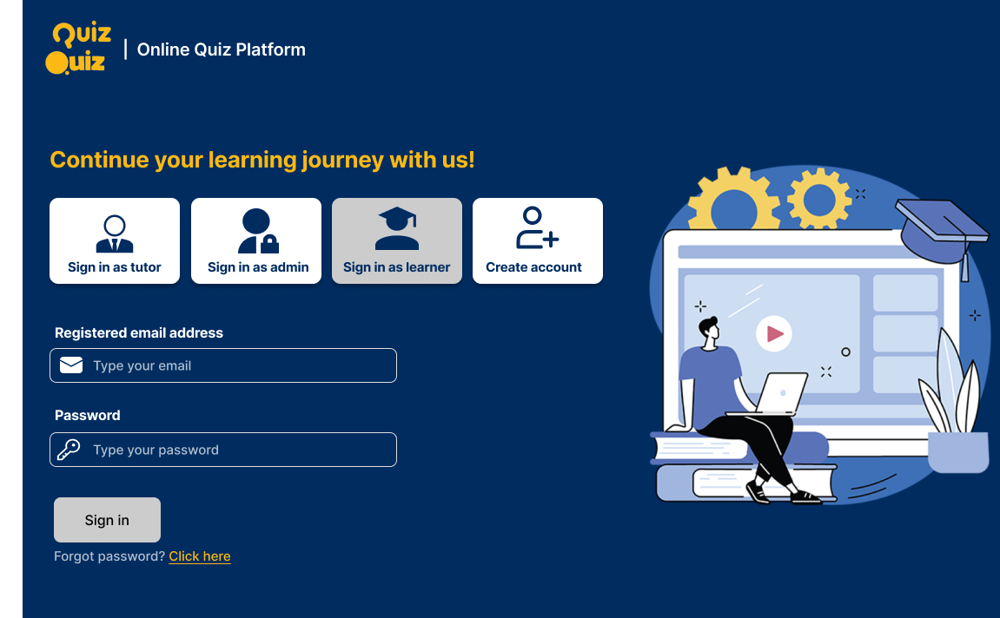 Quiz
Quiz
| Online Quiz Platform
Continue your learning journey with us!
Sign in as tutor
Sign in as admin
Sign in as learner
Create account
Registered email address
Type your email
Password
Type your password
Sign in
Forgot password? Click here